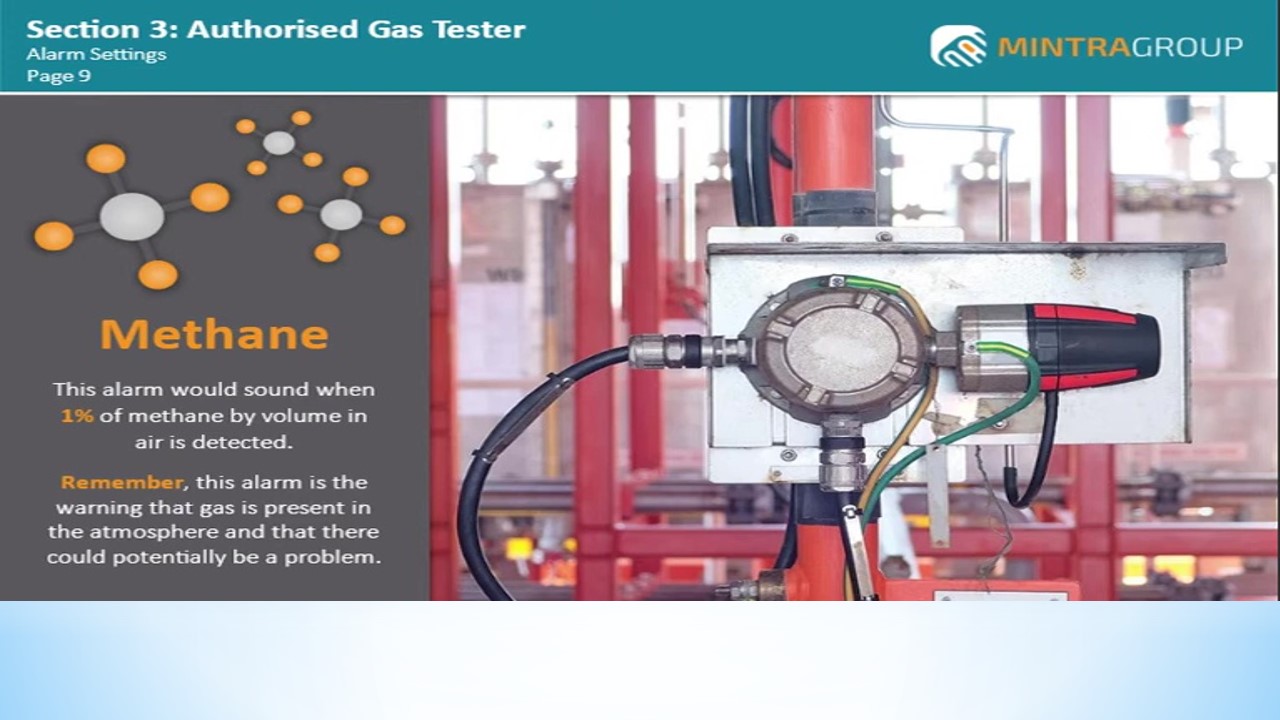 Section 3: Authorised Gas Tester
Alarm Settings
Page 9
MINTRAGROUP
Methane
This alarm would sound when
1% of methane by volume in
air is detected.
Remember, this alarm is the
warning that gas is present in
the atmosphere and that there
could potentially be a problem.